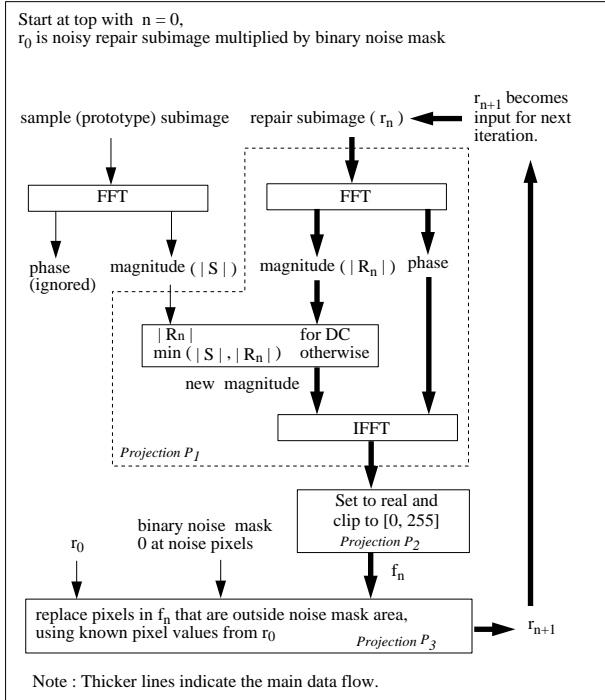 Start at top with n = 0,
r0 is noisy repair subimage multiplied by binary noise mask
sample (prototype) subimage
repair subimage ( rn )
rn+1 becomes
input for next
iteration.
FFT
FFT
phase
(ignored)
magnitude ( | S | )
magnitude ( | Rn | )
phase
| Rn | for DC
min ( | S | , | Rn | ) otherwise
new magnitude
IFFT
Projection P1
Set to real and
clip to [0, 255]
Projection P2
binary noise mask
0 at noise pixels
r0
fn
replace pixels in fn that are outside noise mask area,
using known pixel values from r0
Projection P3
rn+1
Note : Thicker lines indicate the main data flow.